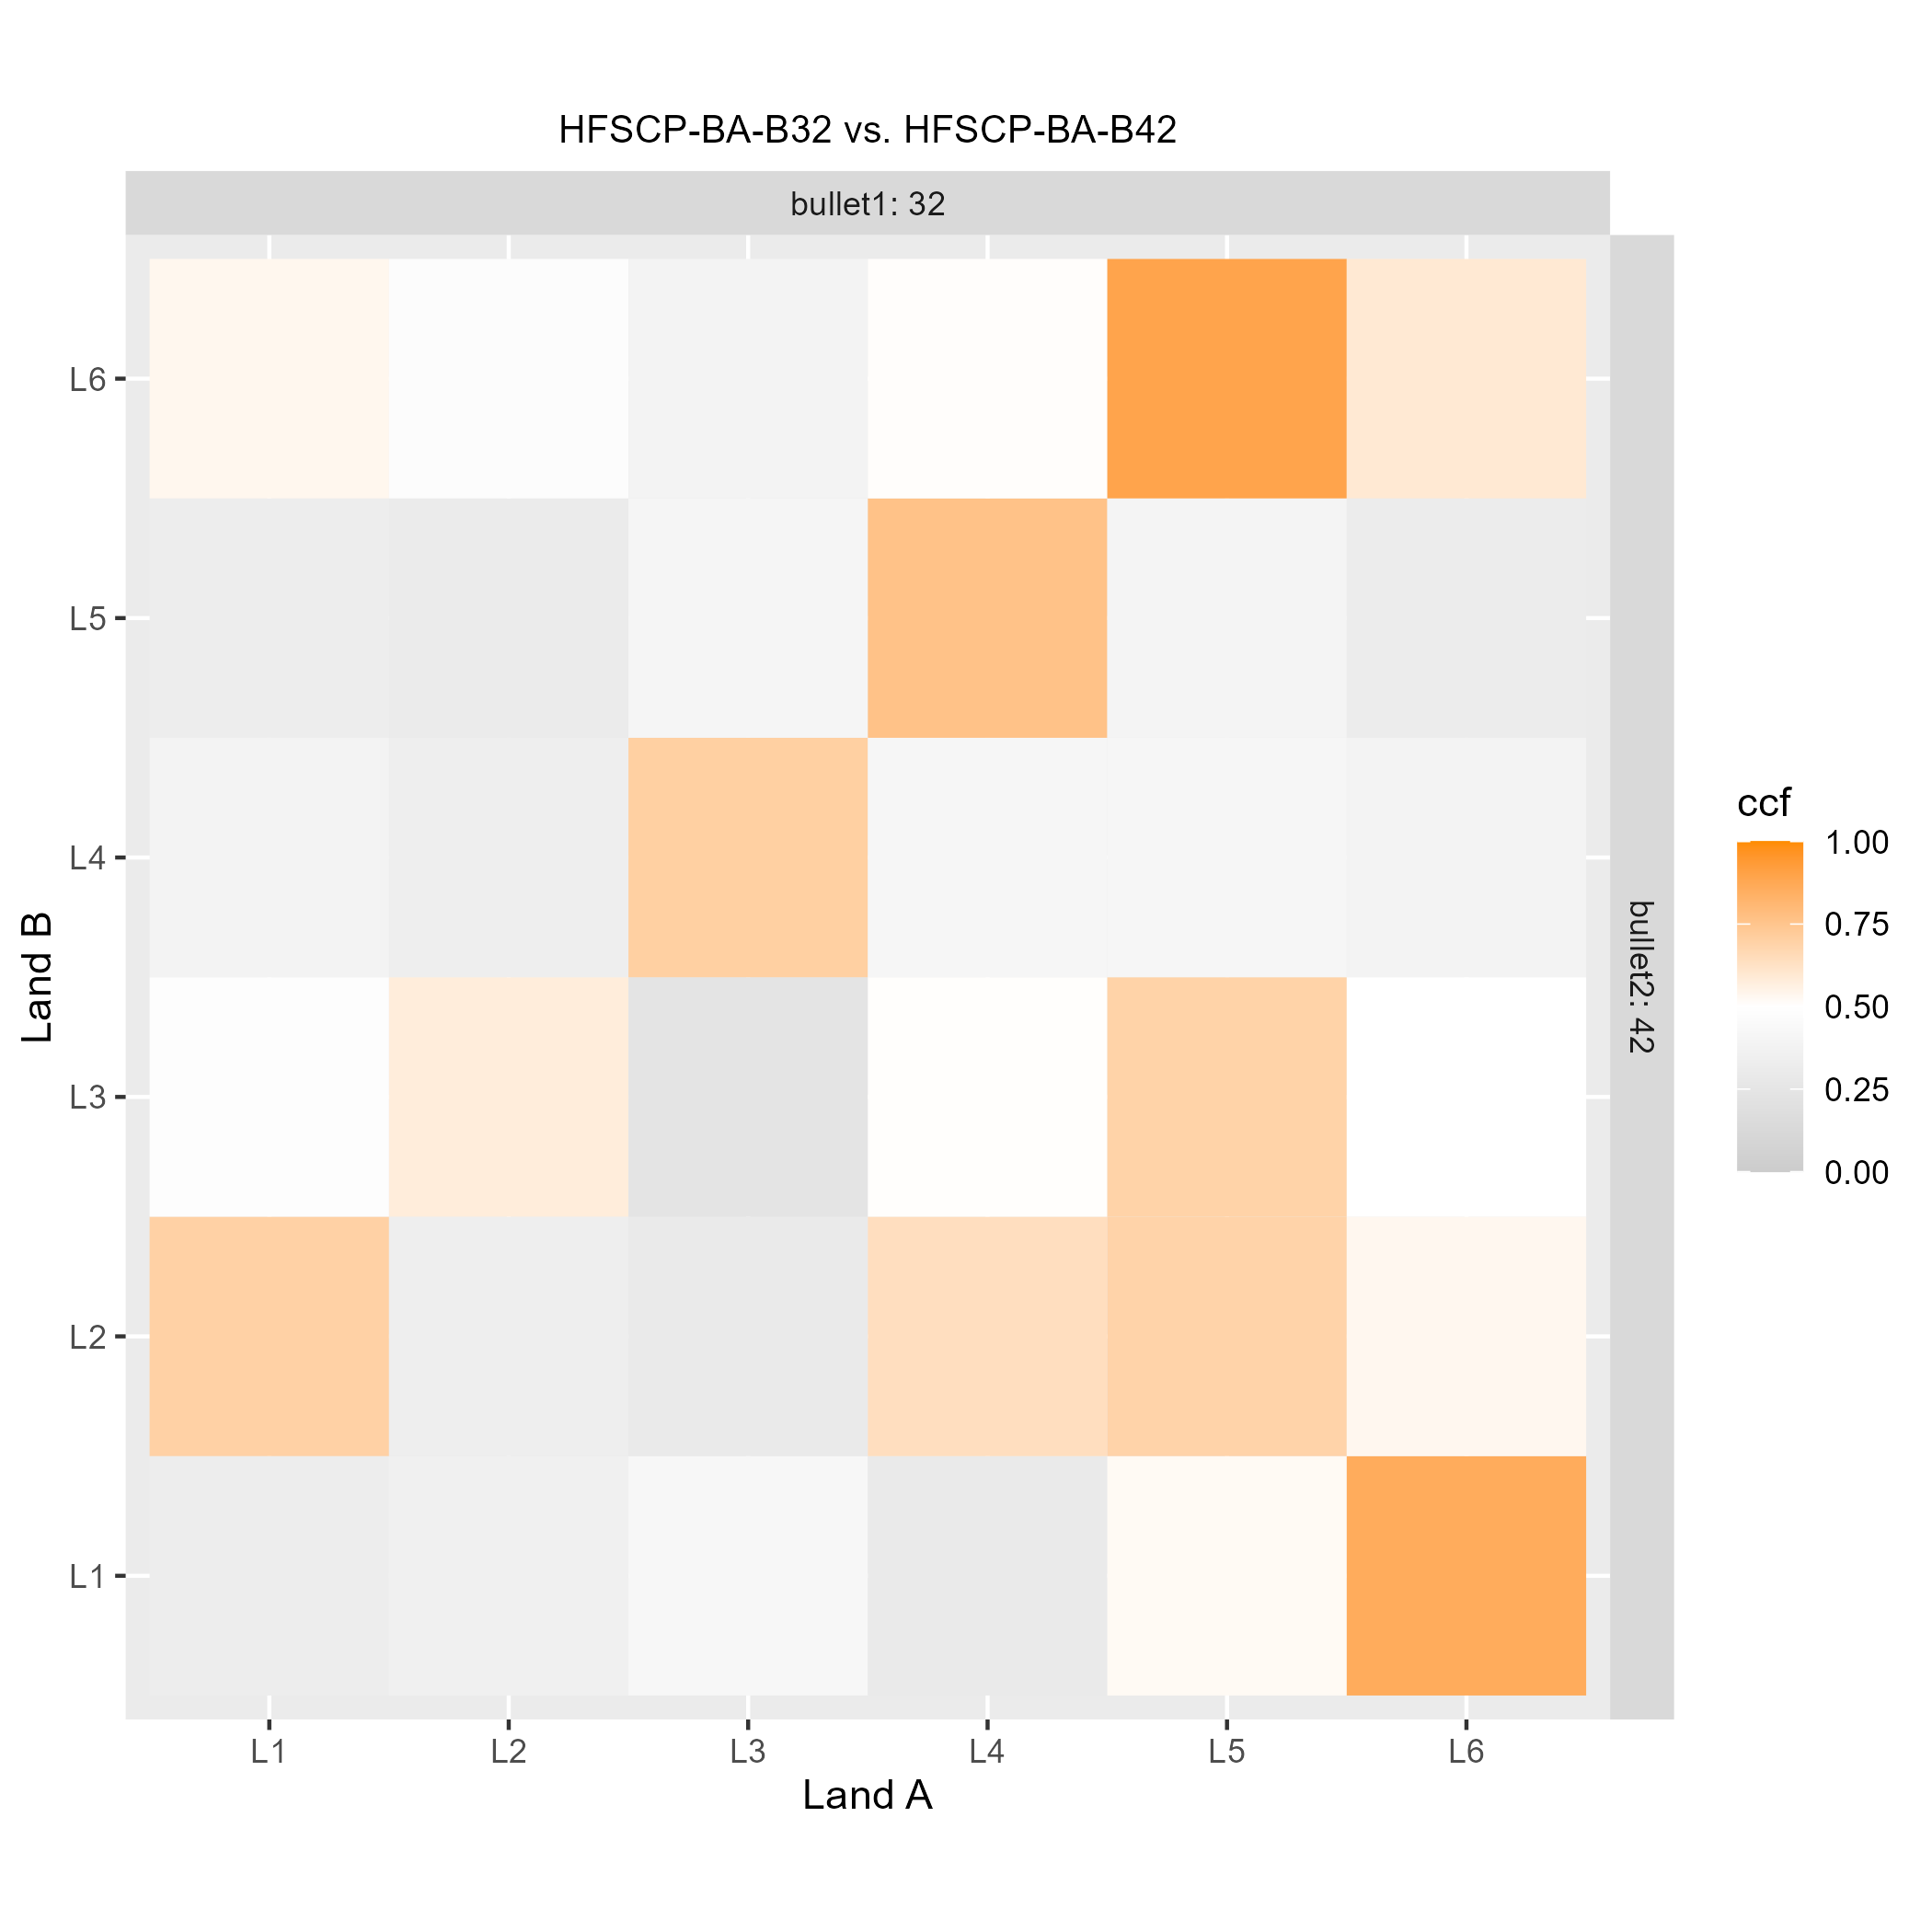 HFSCP-BA-B32 vs. HFSCP-BA-B42
bullet1: 32
L6
L5
L4
L3
L2
L1
Land B
bullet2: 42
L1 L2 L3 L4 L5 L6
Land A
ccf
1.00
0.75
0.50
0.25
0.00